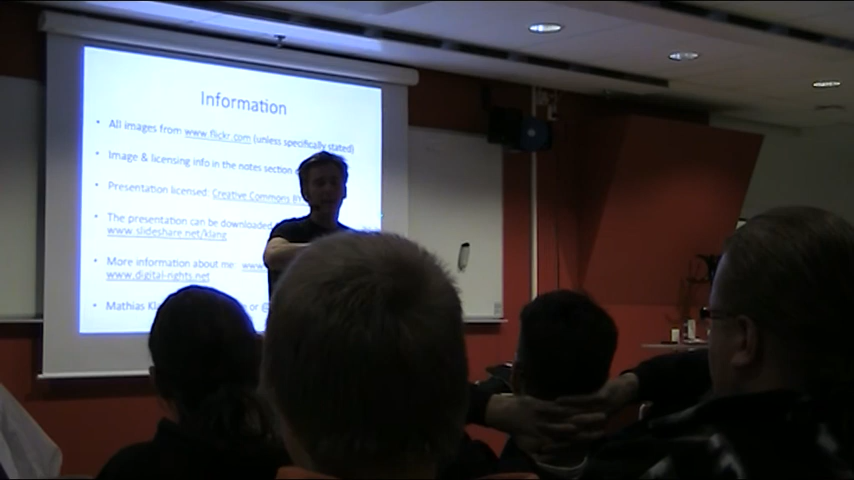 Information
• All images from www.flickr.com (unless specifically stated)
• Image & licensing info in the notes section
• Presentation licensed: Creative Commons BY
• The presentation can be downloaded
www.slideshare.net/klang
• More information about me:
www.digital-rights.net
• Mathias or @